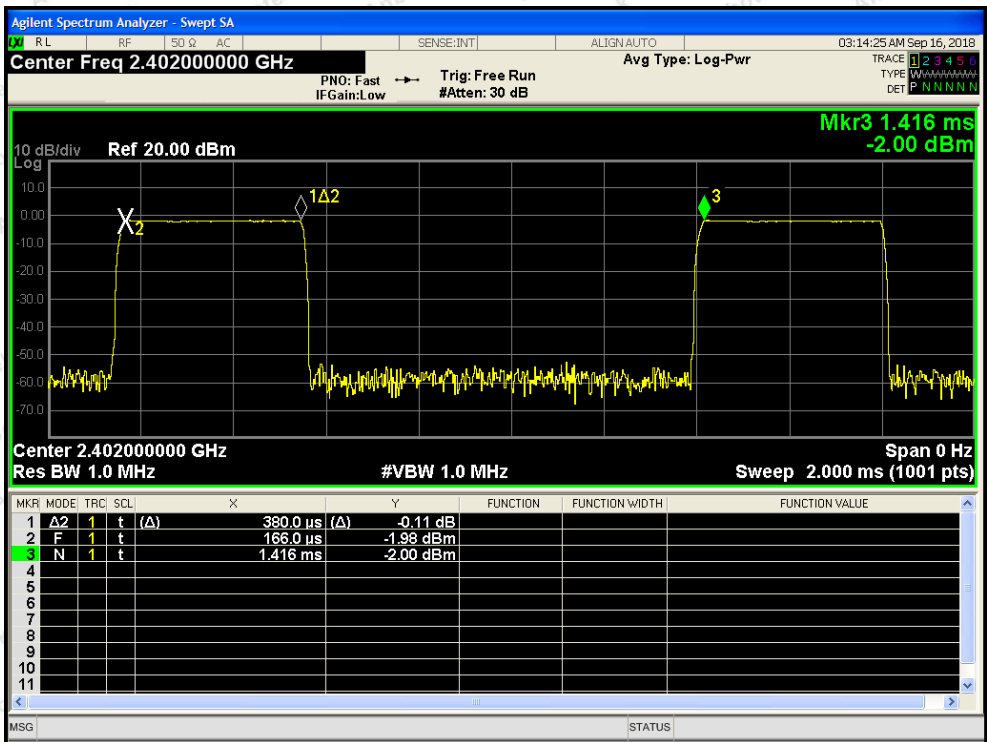 Agilent Spectrum Analyzer - Swept SA
LXI RL RF 50 Ω AC SENSE:INT ALIGN AUTO 03:14:25 AM Sep 16, 2018
Center Freq 2.402000000 GHz Avg Type: Log-Pwr TRACE 1 2 3 4 5 6
PNO: Fast Trig: Free Run TYPE
IFGain:Low #Atten: 30 dB DET P N N N N N
Mkr3 1.416 ms
10 dB/div Ref 20.00 dBm -2.00 dBm
Log
10.0
1Δ2
3
0.00
2
-10.0
-20.0
-30.0
-40.0
-50.0
-60.0
-70.0
Center 2.402000000 GHz Span 0 Hz
Res BW 1.0 MHz #VBW 1.0 MHz Sweep 2.000 ms (1001 pts)
MKR MODE TRC SCL X Y FUNCTION FUNCTION WIDTH FUNCTION VALUE
1 Δ2 1 t (Δ) 380.0 µs (Δ) -0.11 dB
2 F 1 t 166.0 µs -1.98 dBm
3 N 1 t 1.416 ms -2.00 dBm
4
5
6
7
8
9
10
11
MSG STATUS